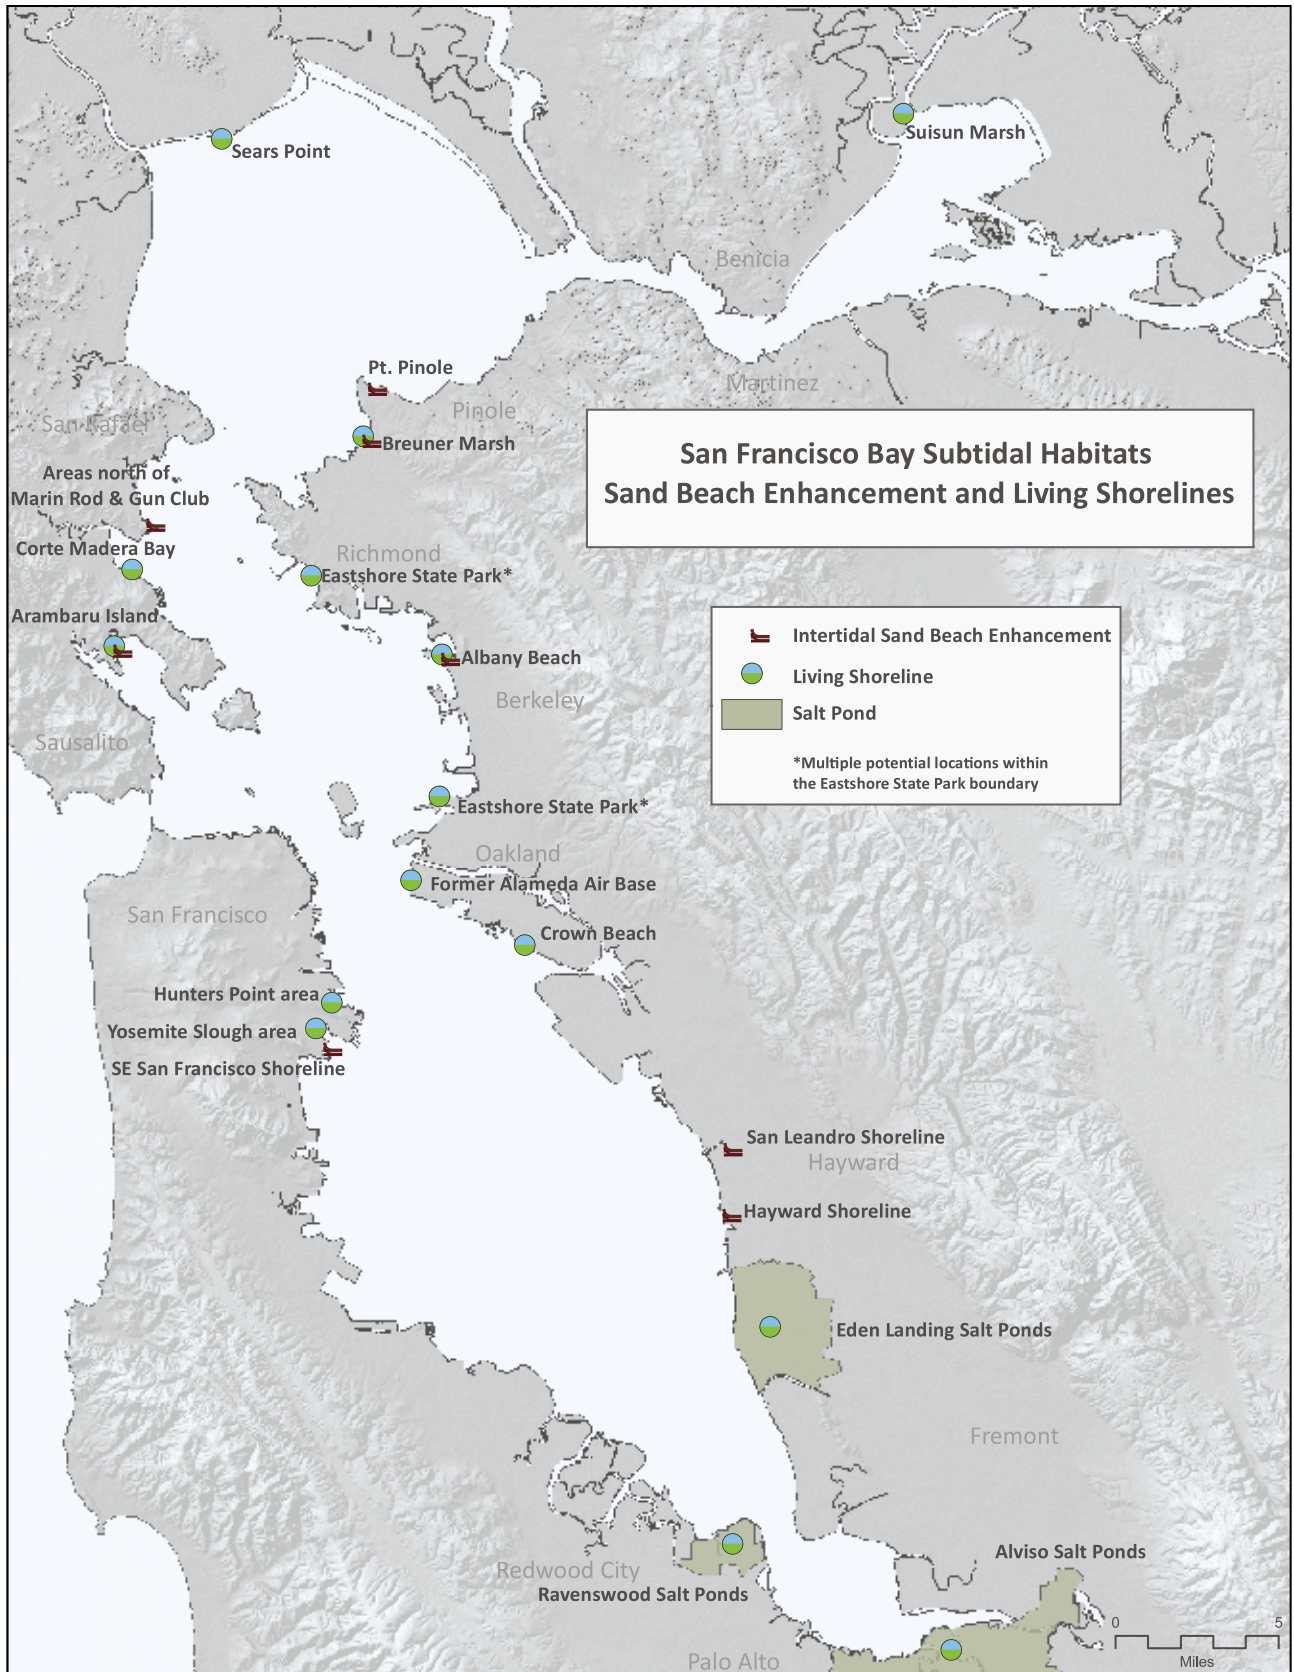 Suisun Marsh
Sears Point
Benicia
Pt. Pinole
Martinez
Pinole
San Rafael
Breuner Marsh
San Francisco Bay Subtidal Habitats
Sand Beach Enhancement and Living Shorelines
Areas north of
Marin Rod & Gun Club
Corte Madera Bay
Richmond
Eastshore State Park*
Arambaru Island
Intertidal Sand Beach Enhancement
Living Shoreline
Salt Pond
*Multiple potential locations within
the Eastshore State Park boundary
Albany Beach
Berkeley
Sausalito
Eastshore State Park*
Oakland
Former Alameda Air Base
San Francisco
Crown Beach
Hunters Point area
Yosemite Slough area
SE San Francisco Shoreline
San Leandro Shoreline
Hayward
Hayward Shoreline
Eden Landing Salt Ponds
Fremont
Alviso Salt Ponds
Redwood City
Ravenswood Salt Ponds
0 5
Miles
Palo Alto